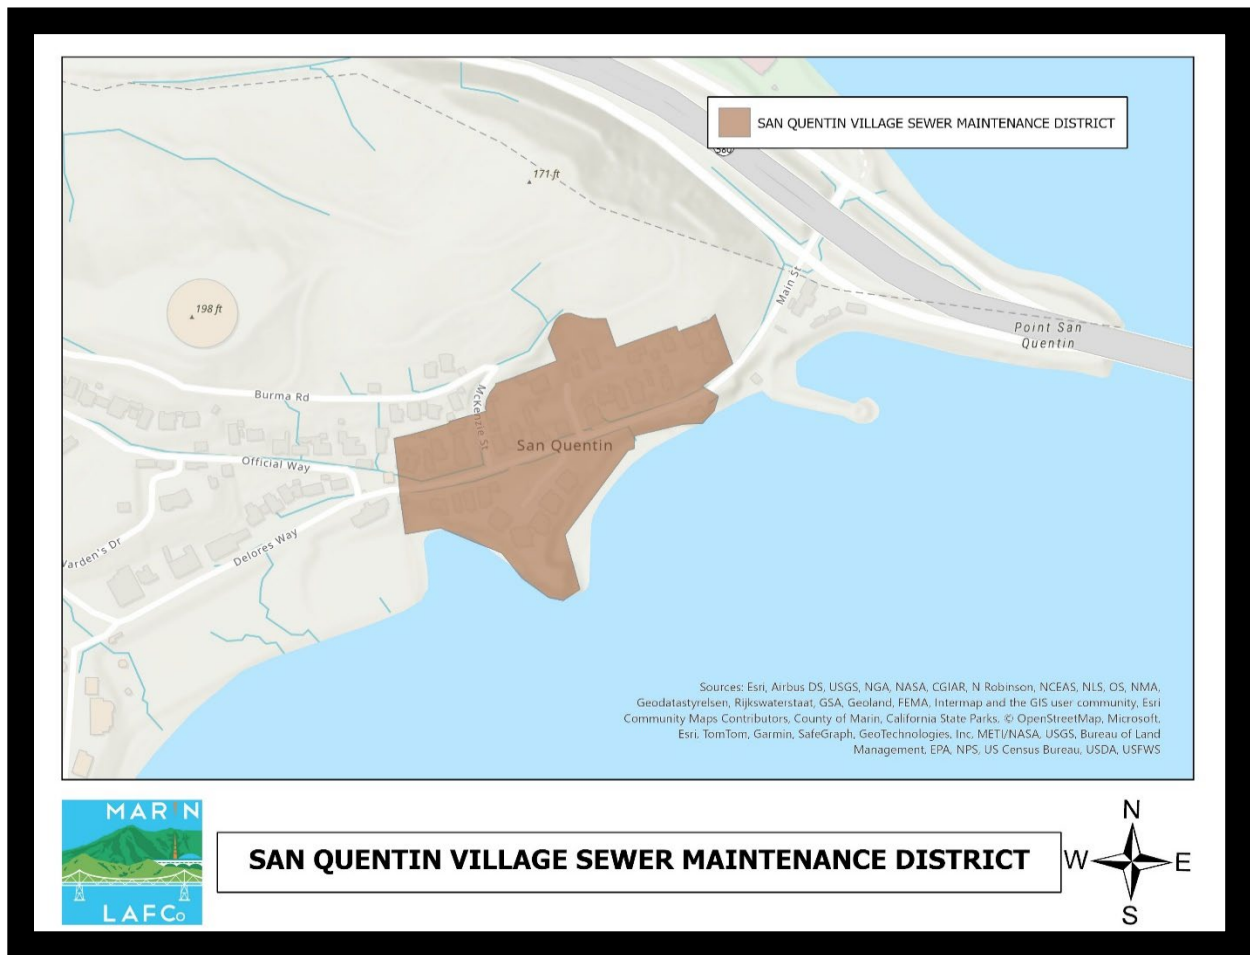 SAN QUENTIN VILLAGE SEWER MAINTENANCE DISTRICT
580
171 ft
198 ft
Main St
Point San
Quentin
Burma Rd
McKenzie St
San Quentin
Official Way
Delores Way
Warden's Dr
Sources: Esri, Airbus DS, USGS, NGA, NASA, CGIAR, N Robinson, NCEAS, NLS, OS, NMA,
Geodatastyrelsen, Rijkswaterstaat, GSA, Geoland, FEMA, Intermap and the GIS user community, Esri
Community Maps Contributors, County of Marin, California State Parks, © OpenStreetMap, Microsoft,
Esri, TomTom, Garmin, SafeGraph, GeoTechnologies, Inc, METI/NASA, USGS, Bureau of Land
Management, EPA, NPS, US Census Bureau, USDA, USFWS
MARIN
LAFCo
SAN QUENTIN VILLAGE SEWER MAINTENANCE DISTRICT
N
W E
S